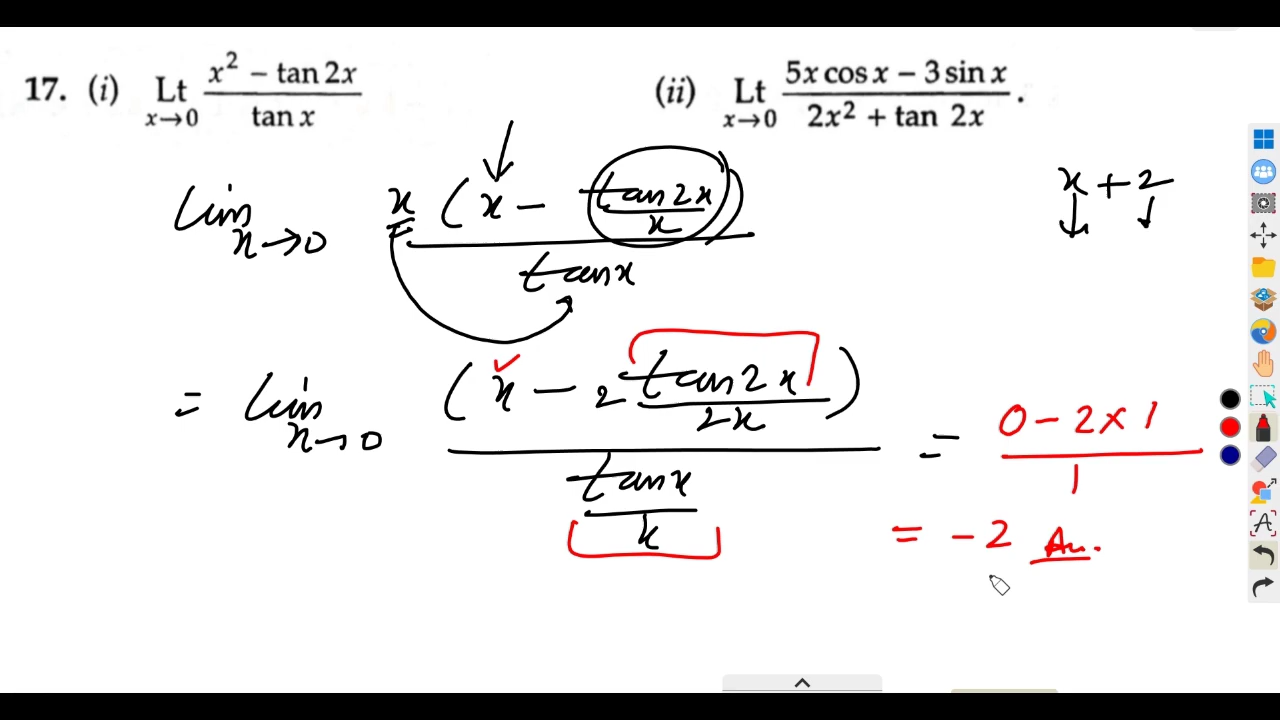 17. (i) Lt x→0 (x² − tan 2x)/(tan x) (ii) Lt x→0 (5x cos x − 3 sin x)/(2x² + tan 2x).
lim x→0 x (x − tan2x/x) / tanx
x + 2
= lim x→0 (x − 2 tan2x/2x) / (tanx/x) = (0 − 2×1)/1
= −2 An.